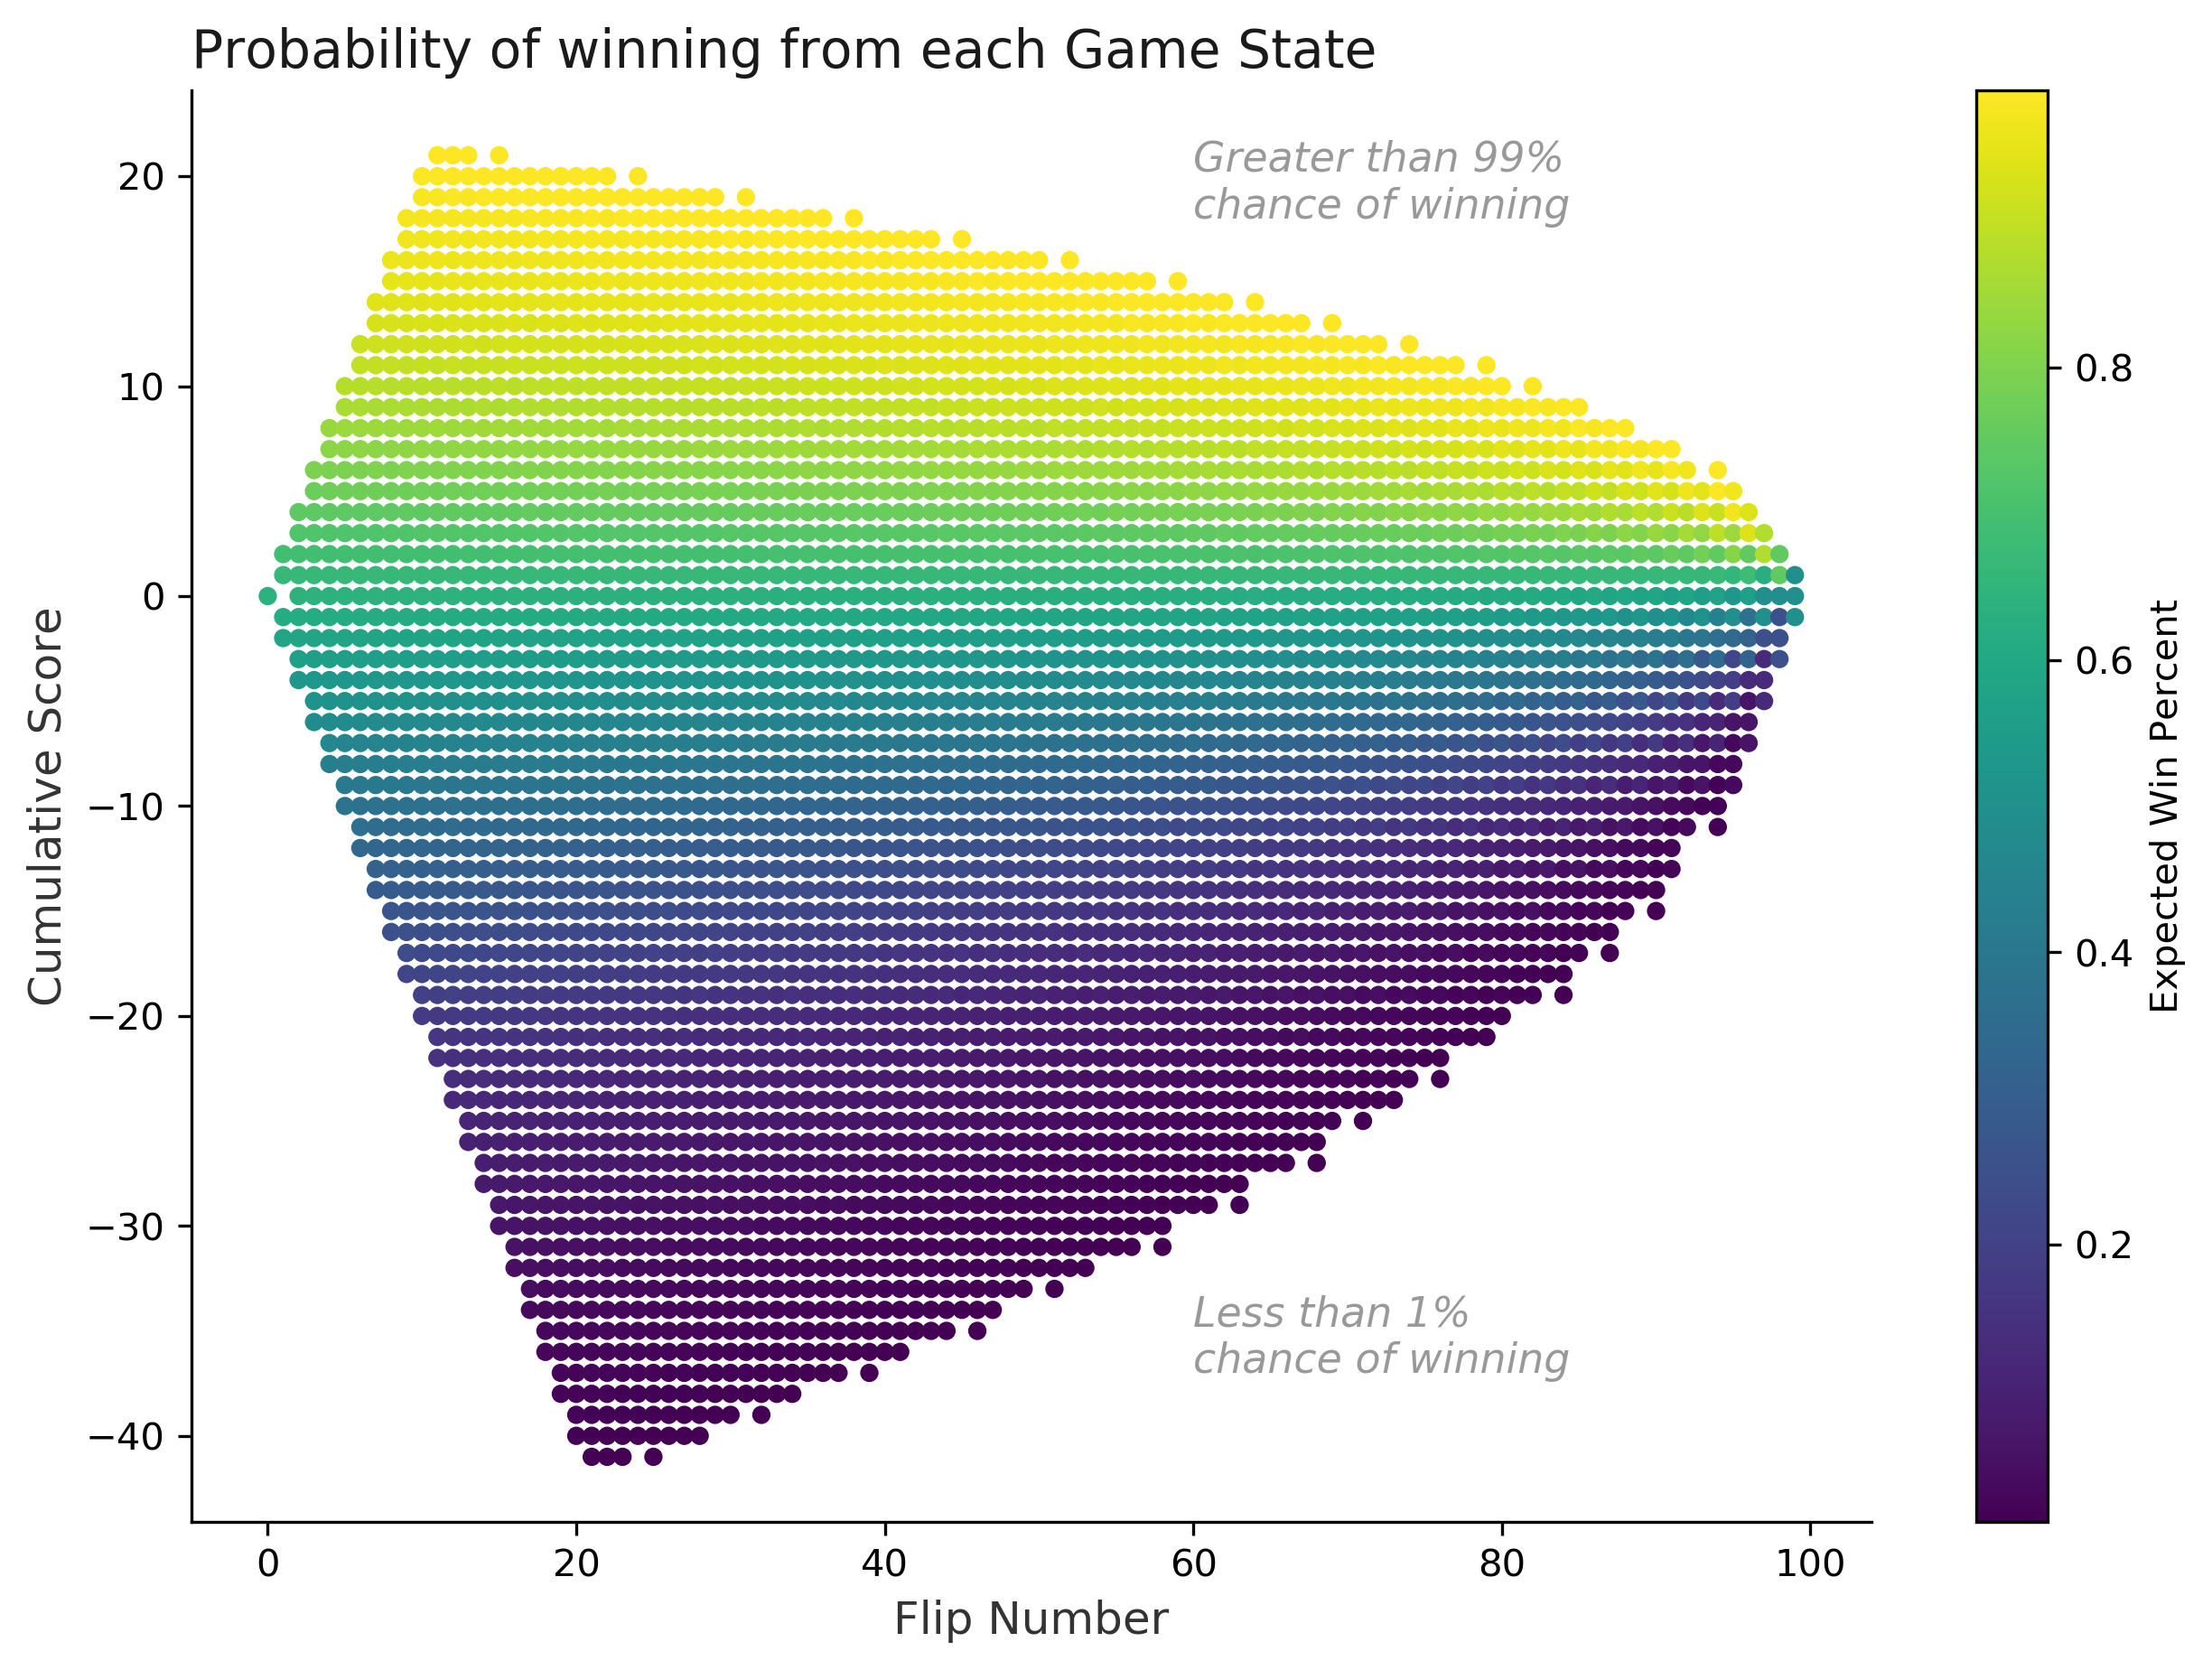 Probability of winning from each Game State
Greater than 99%
chance of winning
Less than 1%
chance of winning
Cumulative Score
20
10
0
−10
−20
−30
−40
0
20
40
60
80
100
Flip Number
0.8
0.6
0.4
0.2
Expected Win Percent